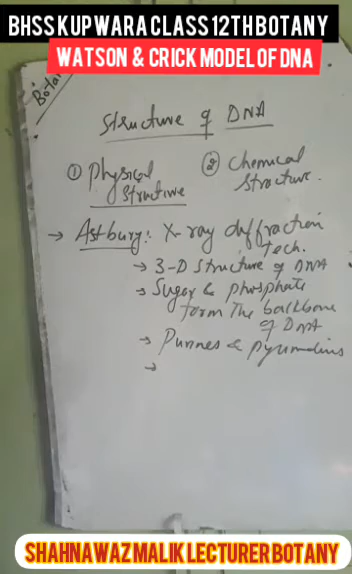 BHSS KUPWARA CLASS 12TH BOTANY
WATSON & CRICK MODEL OF DNA
Bota
Structure of DNA
① Physical Structure
② Chemical Structure.
→ Astbury: X-ray diffraction
Tech.
→ 3-D Structure of DNA
→ Sugar & phosphate
form The backbone
of DNA
→ Purines & pyrimidins
→
SHAHNAWAZ MALIK LECTURER BOTANY